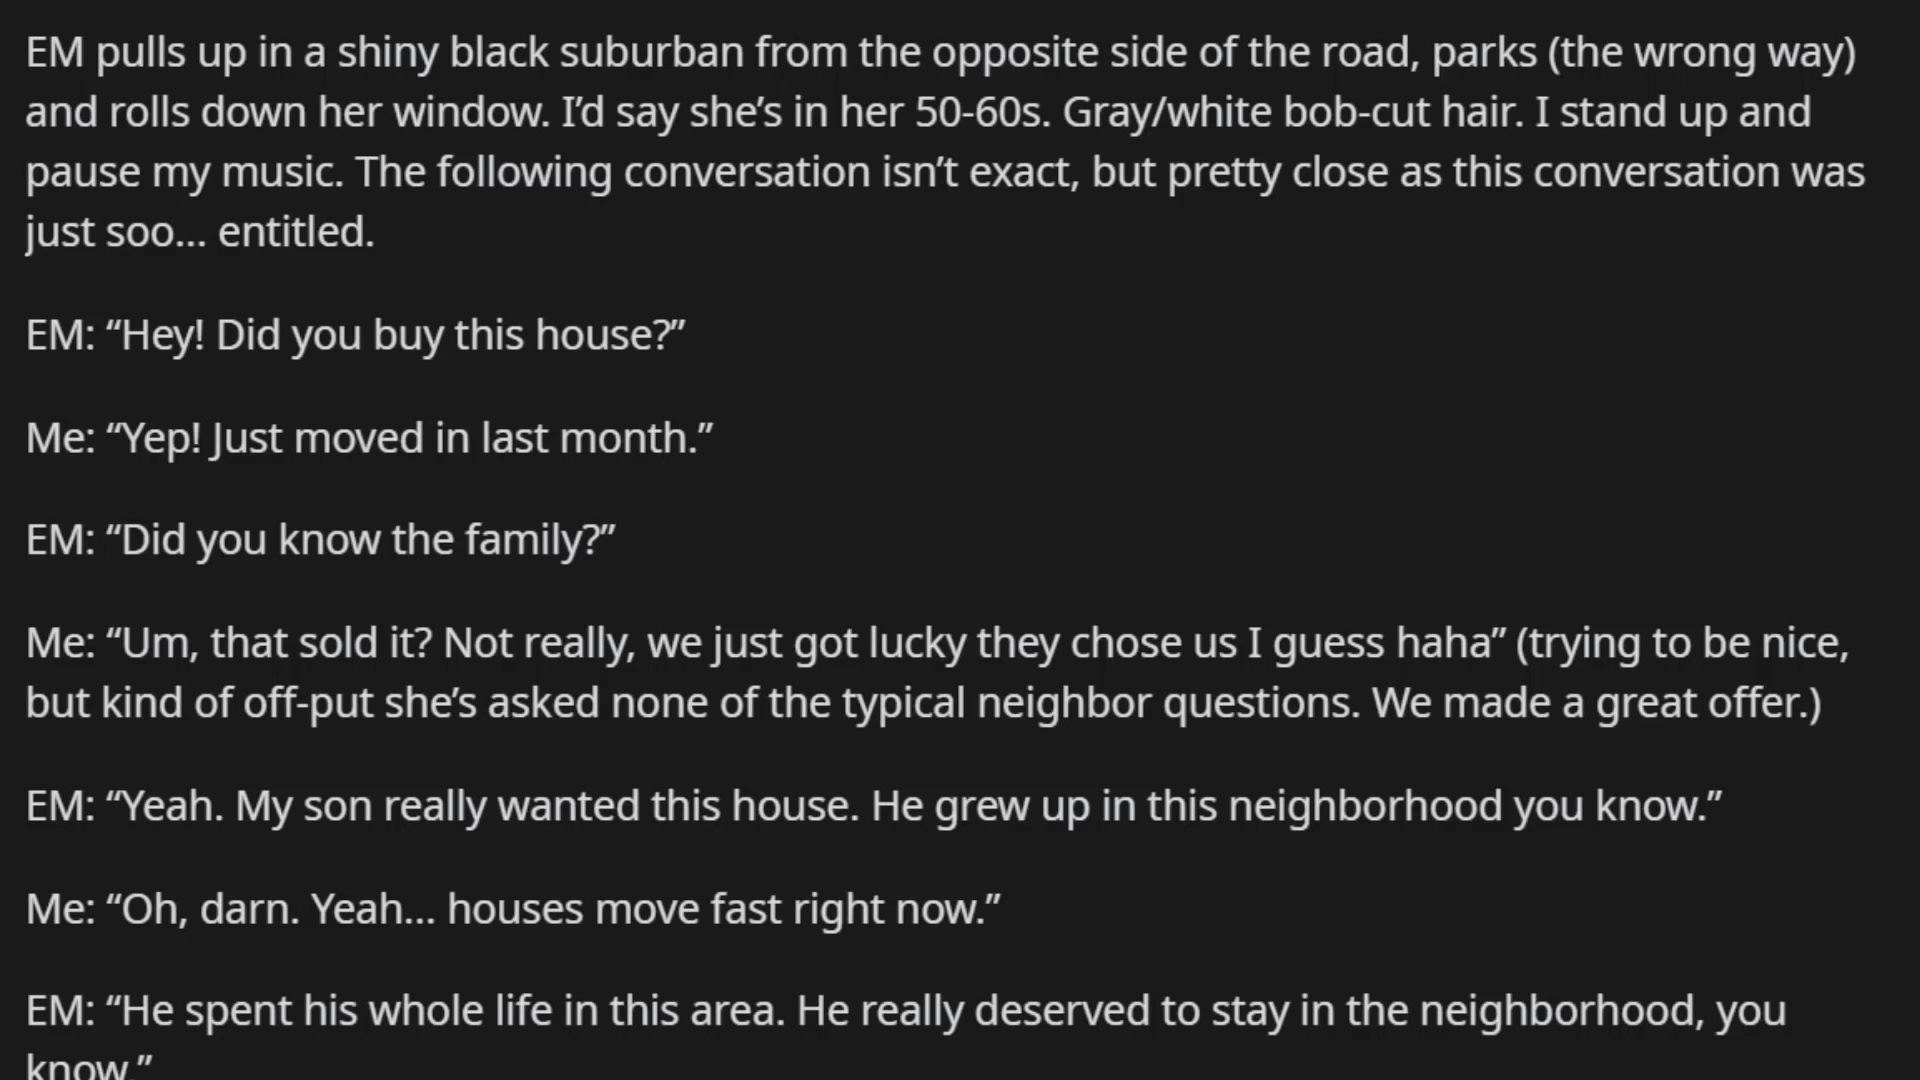 EM pulls up in a shiny black suburban from the opposite side of the road, parks (the wrong way)
and rolls down her window. I’d say she’s in her 50-60s. Gray/white bob-cut hair. I stand up and
pause my music. The following conversation isn’t exact, but pretty close as this conversation was
just soo... entitled.
EM: “Hey! Did you buy this house?”
Me: “Yep! Just moved in last month.”
EM: “Did you know the family?”
Me: “Um, that sold it? Not really, we just got lucky they chose us I guess haha” (trying to be nice,
but kind of off-put she’s asked none of the typical neighbor questions. We made a great offer.)
EM: “Yeah. My son really wanted this house. He grew up in this neighborhood you know.”
Me: “Oh, darn. Yeah... houses move fast right now.”
EM: “He spent his whole life in this area. He really deserved to stay in the neighborhood, you
know.”